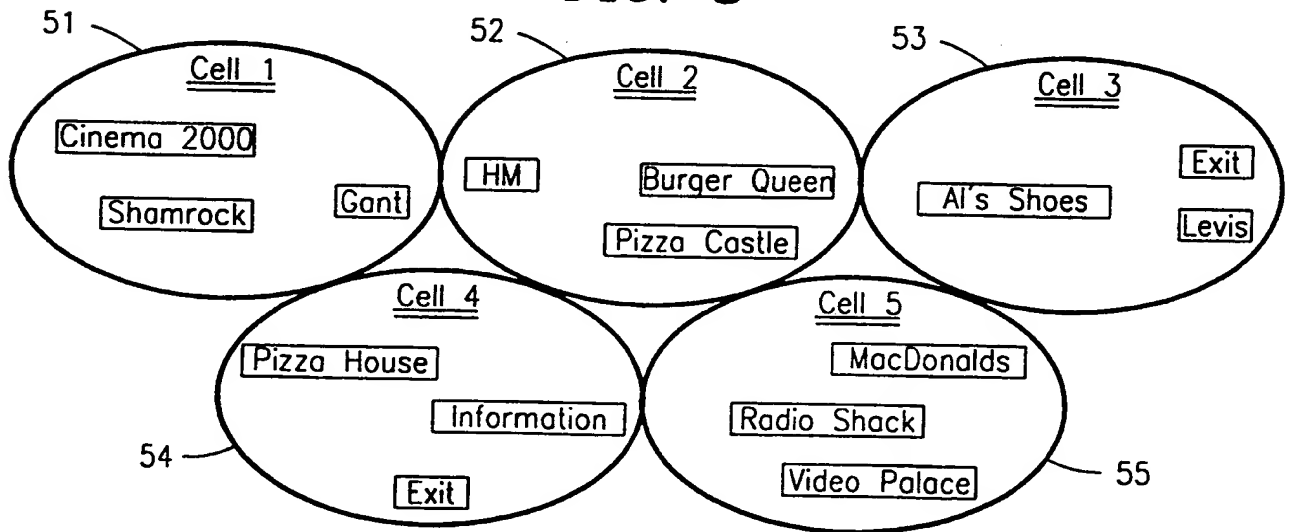 51
52
53
Cell 1
Cell 2
Cell 3
Cinema 2000
HM
Burger Queen
Exit
Shamrock
Gant
Al's Shoes
Pizza Castle
Levis
Cell 4
Cell 5
Pizza House
MacDonalds
Information
Radio Shack
54
Exit
Video Palace
55